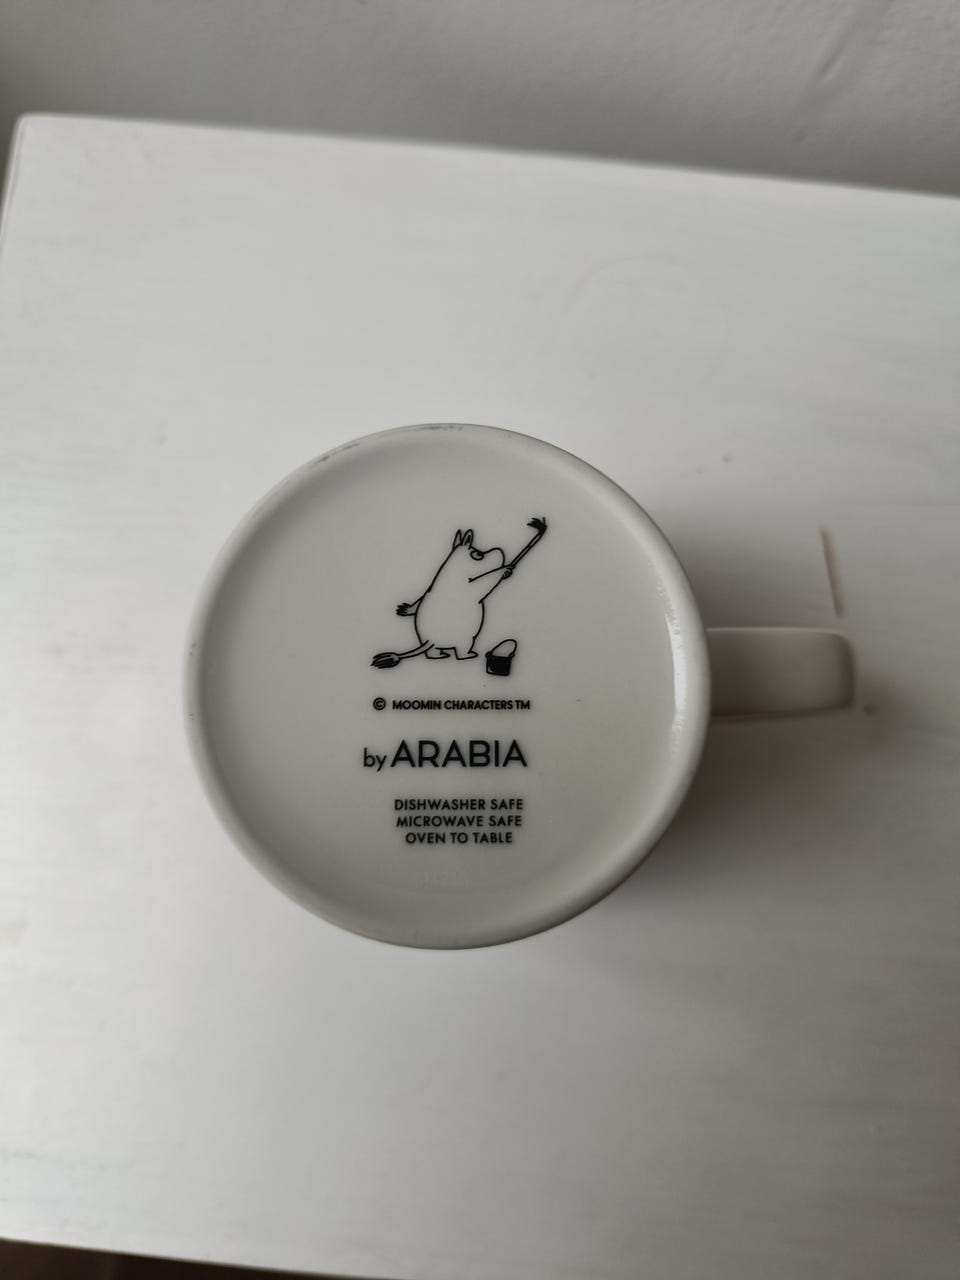 © MOOMIN CHARACTERS TM
by ARABIA
DISHWASHER SAFE
MICROWAVE SAFE
OVEN TO TABLE